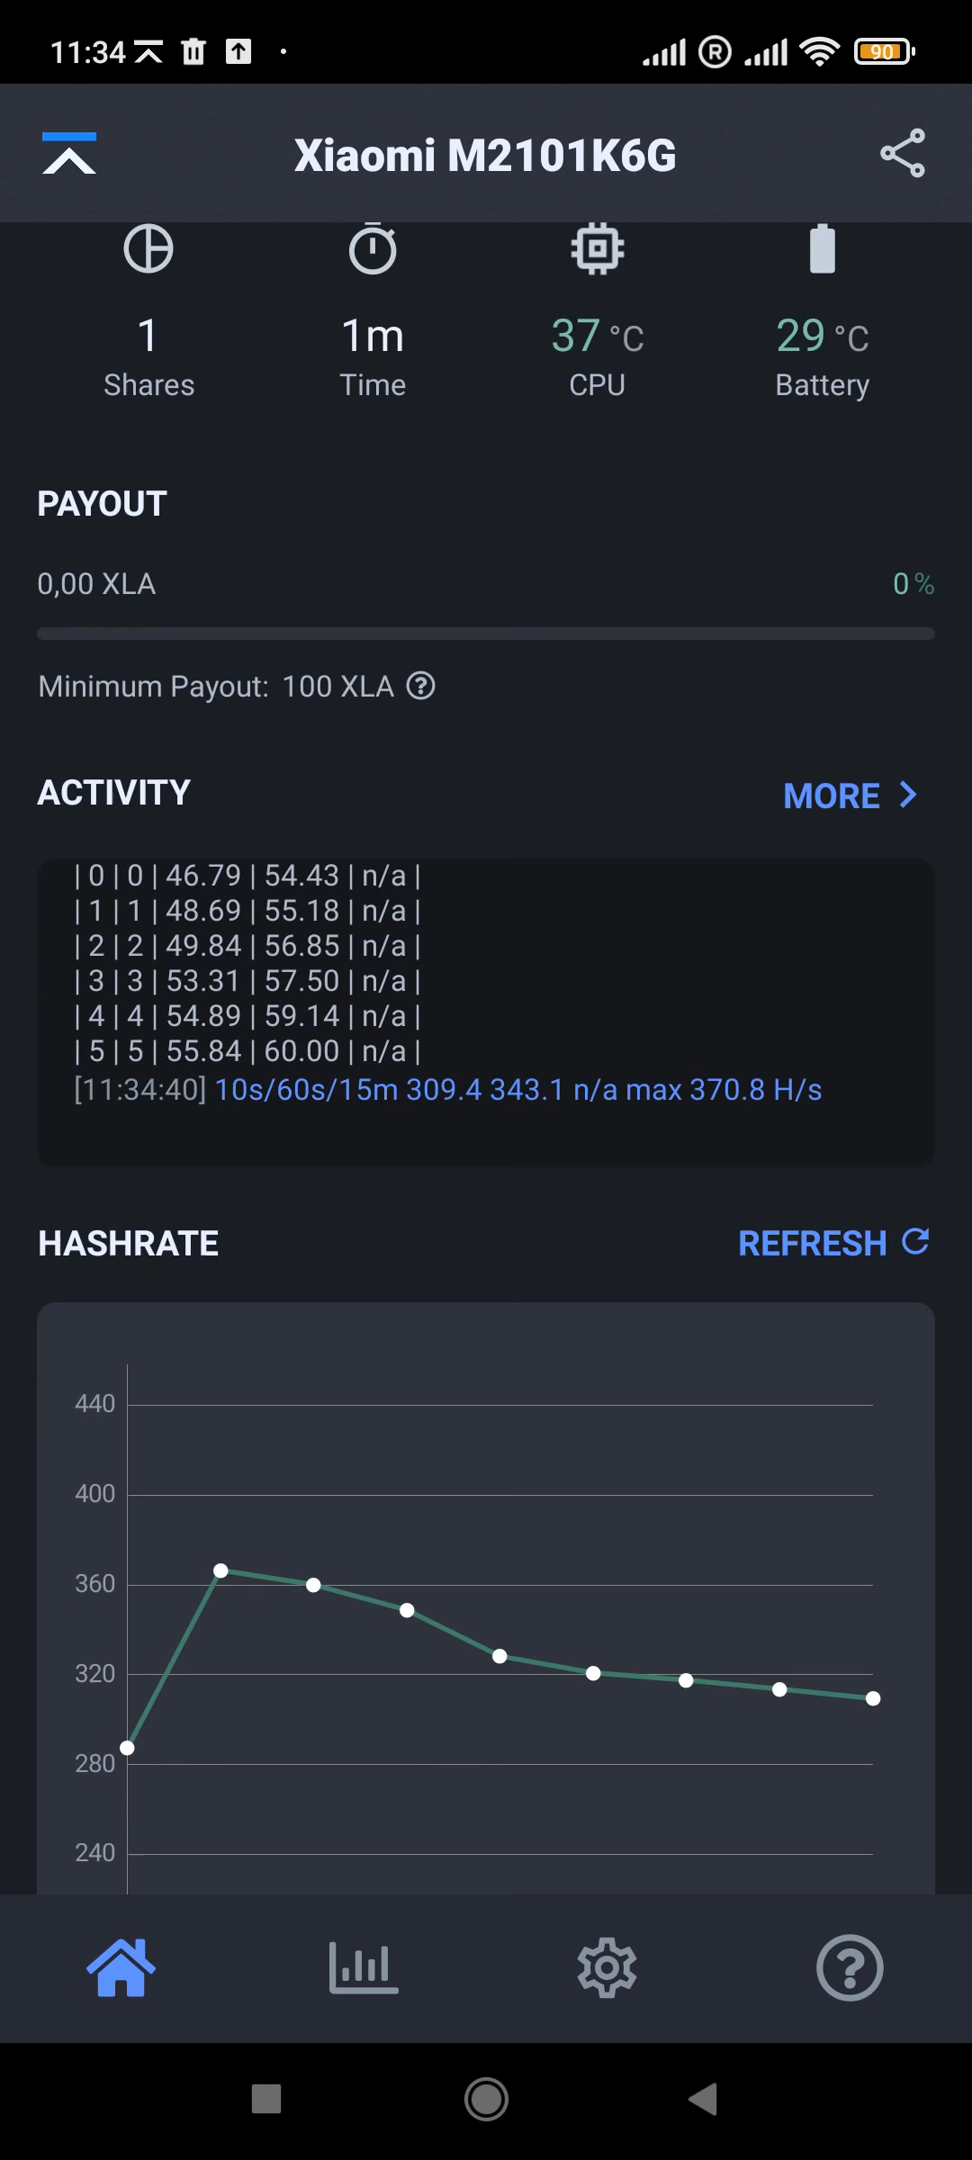 11:34 R 90
Xiaomi M2101K6G
1 1m 37 °C 29 °C
Shares Time CPU Battery
PAYOUT
0,00 XLA 0 %
Minimum Payout: 100 XLA ?
ACTIVITY MORE
| 0 | 0 | 46.79 | 54.43 | n/a |
| 1 | 1 | 48.69 | 55.18 | n/a |
| 2 | 2 | 49.84 | 56.85 | n/a |
| 3 | 3 | 53.31 | 57.50 | n/a |
| 4 | 4 | 54.89 | 59.14 | n/a |
| 5 | 5 | 55.84 | 60.00 | n/a |
[11:34:40] 10s/60s/15m 309.4 343.1 n/a max 370.8 H/s
HASHRATE REFRESH
440
400
360
320
280
240
?